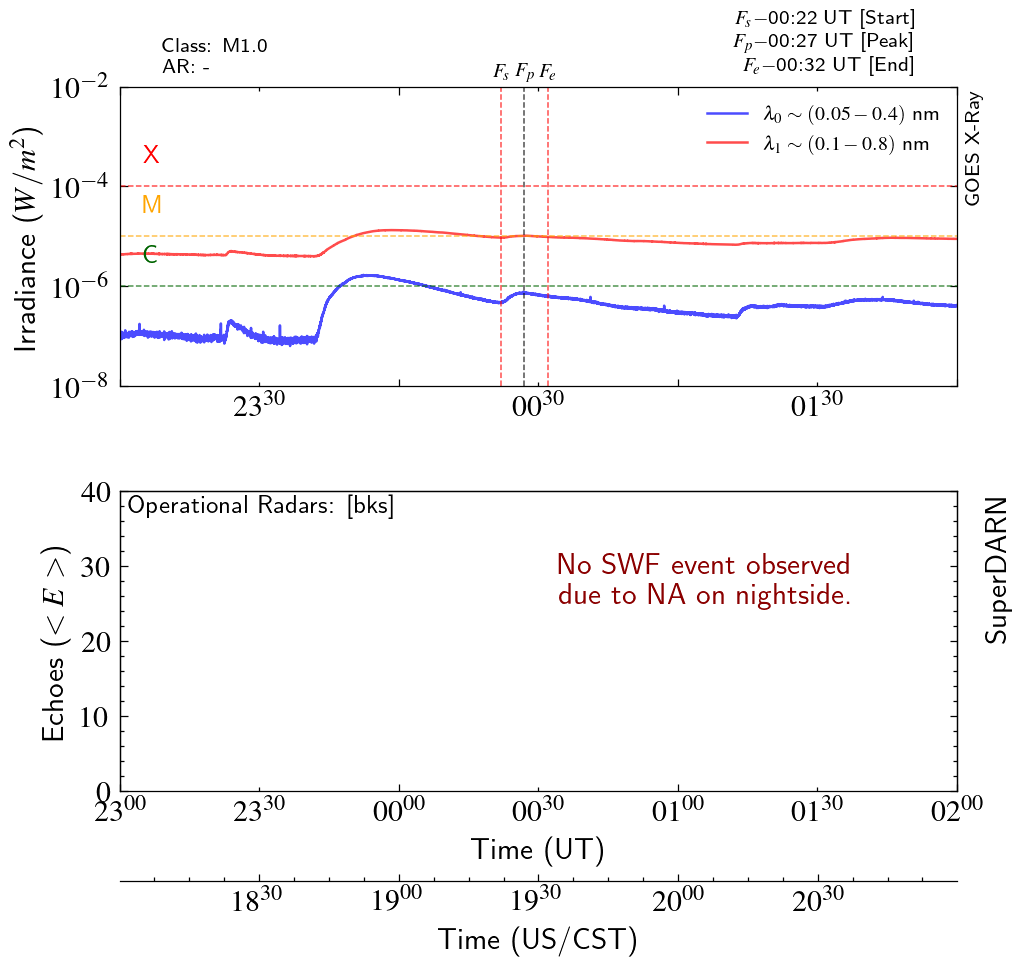 Class: M1.0
AR: -
Fₛ−00:22 UT [Start]
Fₚ−00:27 UT [Peak]
Fₑ−00:32 UT [End]
Fₛ Fₚ Fₑ
λ₀ ∼ (0.05 − 0.4) nm
λ₁ ∼ (0.1 − 0.8) nm
GOES X-Ray
Irradiance (W/m²)
10⁻²
10⁻⁴
10⁻⁶
10⁻⁸
X
M
C
23³⁰ 00³⁰ 01³⁰
Operational Radars: [bks]
No SWF event observed
due to NA on nightside.
SuperDARN
Echoes (< E >)
40
30
20
10
0
23⁰⁰ 23³⁰ 00⁰⁰ 00³⁰ 01⁰⁰ 01³⁰ 02⁰⁰
Time (UT)
18³⁰ 19⁰⁰ 19³⁰ 20⁰⁰ 20³⁰
Time (US/CST)